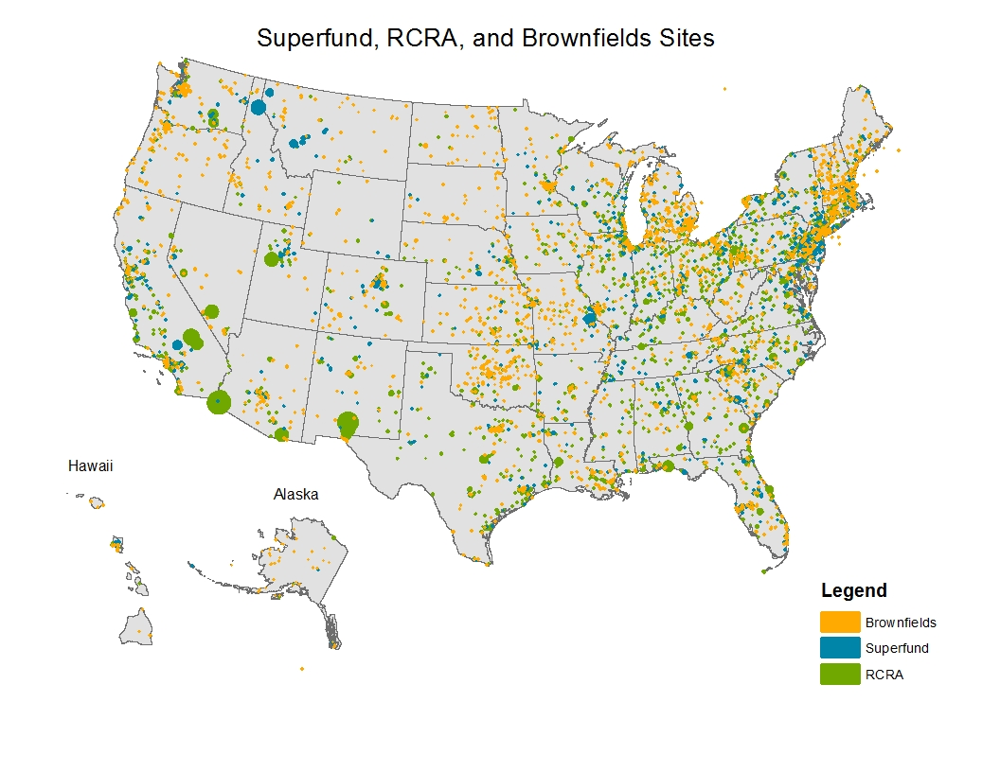 Superfund, RCRA, and Brownfields Sites
Hawaii
Alaska
Legend
Brownfields
Superfund
RCRA